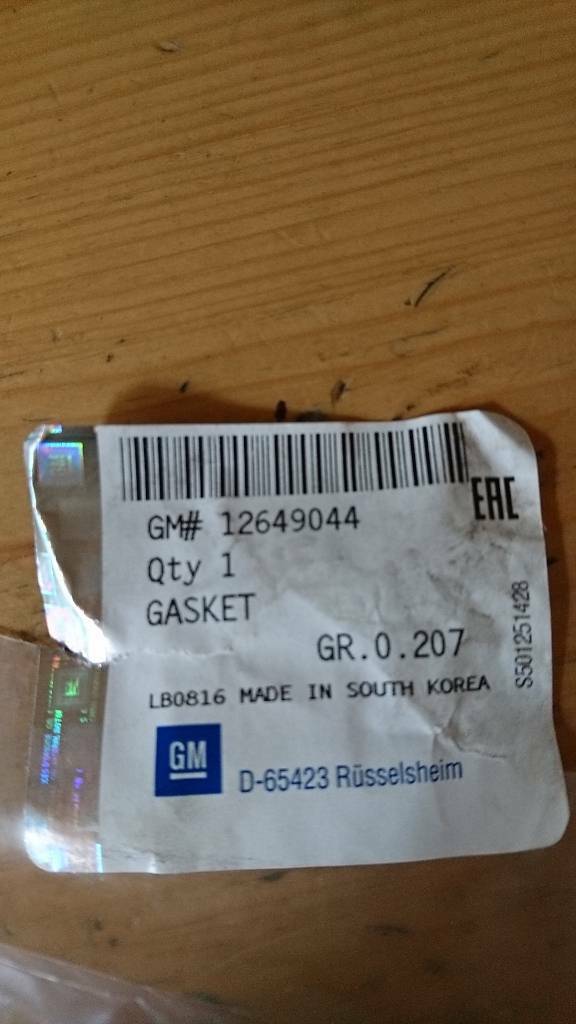 EAC
GM# 12649044
Qty 1
GASKET
GR.0.207
S501251428
LB0816 MADE IN SOUTH KOREA
GM
D-65423 Rüsselsheim